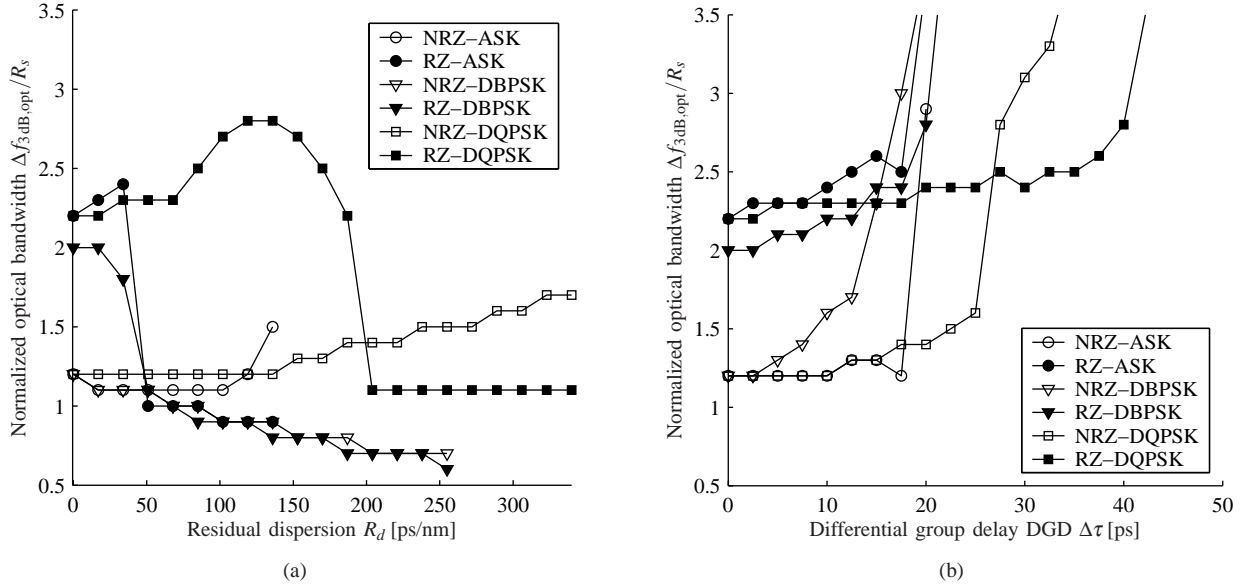 3.5
3
2.5
2
1.5
1
0.5
0
50
100
150
200
250
300
Normalized optical bandwidth Δf3dB,opt/Rs
Residual dispersion Rd [ps/nm]
NRZ−ASK
RZ−ASK
NRZ−DBPSK
RZ−DBPSK
NRZ−DQPSK
RZ−DQPSK
(a)
3.5
3
2.5
2
1.5
1
0.5
0
10
20
30
40
50
Normalized optical bandwidth Δf3dB,opt/Rs
Differential group delay DGD Δτ [ps]
NRZ−ASK
RZ−ASK
NRZ−DBPSK
RZ−DBPSK
NRZ−DQPSK
RZ−DQPSK
(b)